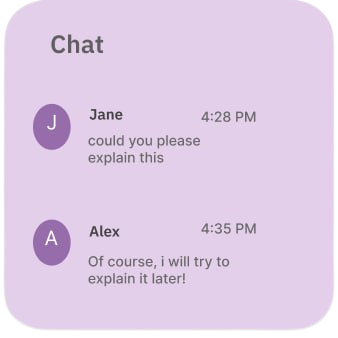 Chat
J
Jane
4:28 PM
could you please
explain this
A
Alex
4:35 PM
Of course, i will try to
explain it later!